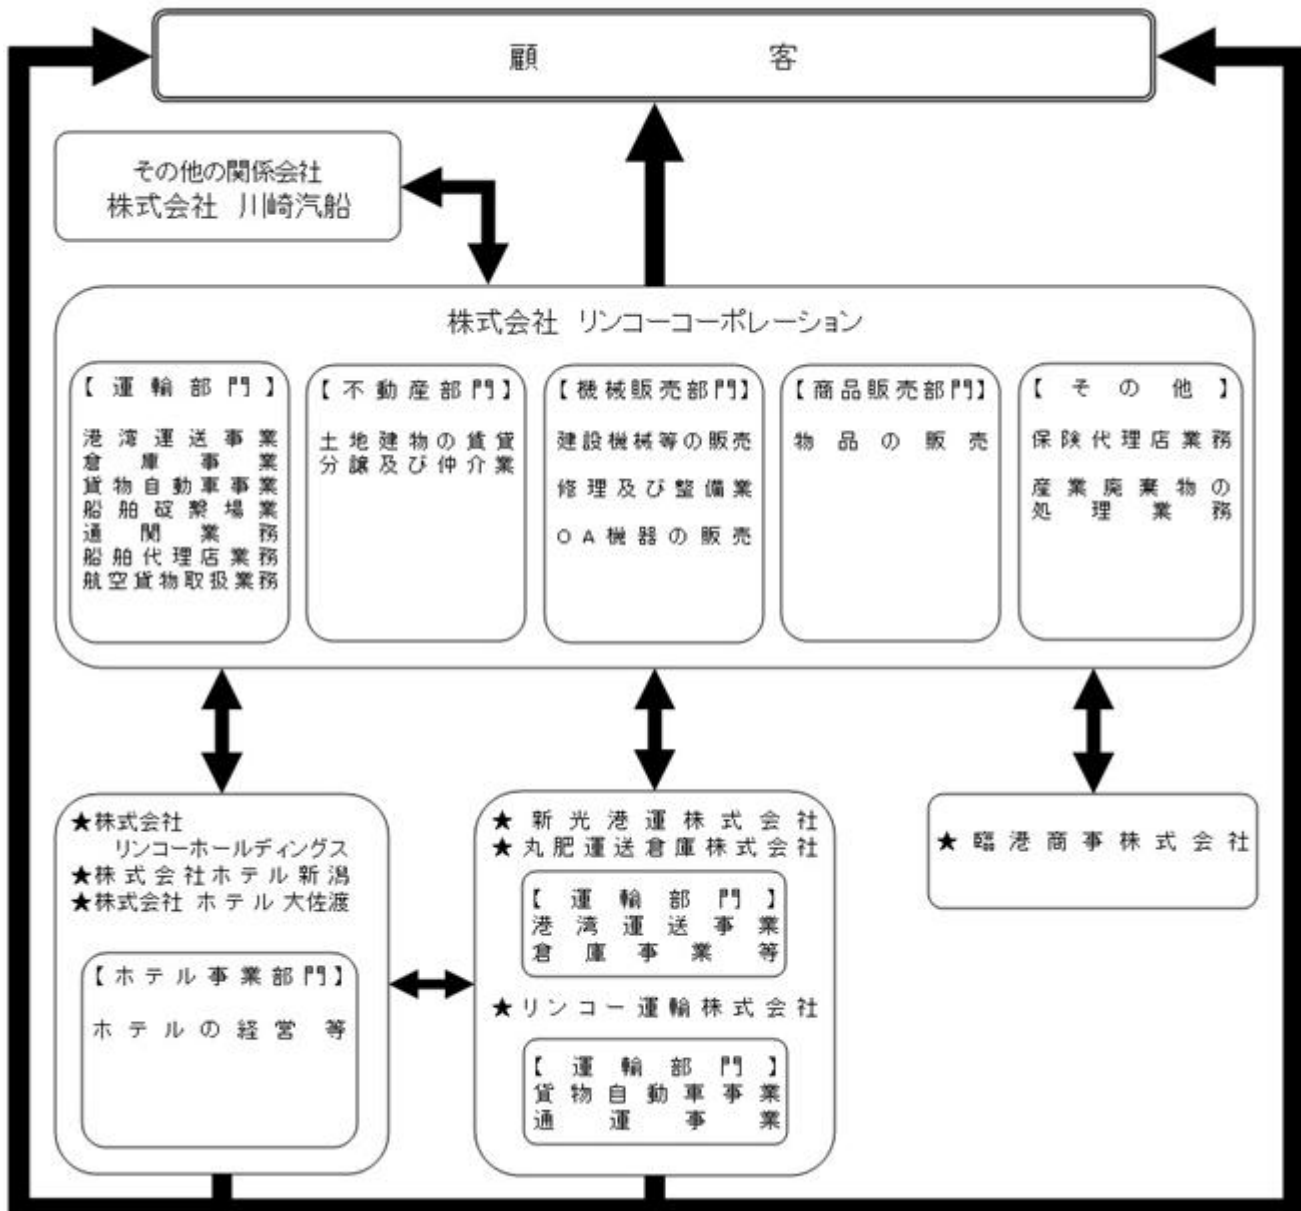 顧客
その他の関係会社
株式会社 川崎汽船
株式会社 リンコーコーポレーション
【運輸部門】
港湾運送事業
倉庫事業
貨物自動車事業
船舶碇繋場業
通関業務
船舶代理店業務
航空貨物取扱業務
【不動産部門】
土地建物の賃貸
分譲及び仲介業
【機械販売部門】
建設機械等の販売
修理及び整備業
OA機器の販売
【商品販売部門】
物品の販売
【その他】
保険代理店業務
産業廃棄物の
処理業務
★株式会社
リンコーホールディングス
★株式会社ホテル新潟
★株式会社 ホテル大佐渡
【ホテル事業部門】
ホテルの経営等
★新光港運株式会社
★丸肥運送倉庫株式会社
【運輸部門】
港湾運送事業
倉庫事業等
★リンコー運輸株式会社
【運輸部門】
貨物自動車事業
通運事業
★臨港商事株式会社